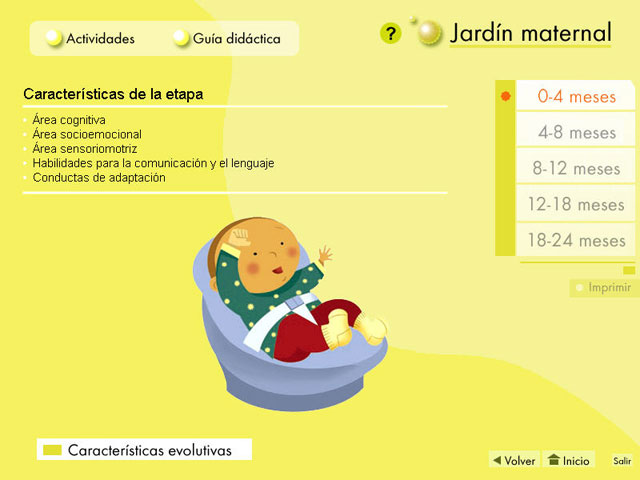 Actividades
Guía didáctica
?
Jardín maternal
Características de la etapa
Área cognitiva
Área socioemocional
Área sensoriomotriz
Habilidades para la comunicación y el lenguaje
Conductas de adaptación
0-4 meses
4-8 meses
8-12 meses
12-18 meses
18-24 meses
Imprimir
Características evolutivas
Volver
Inicio
Salir